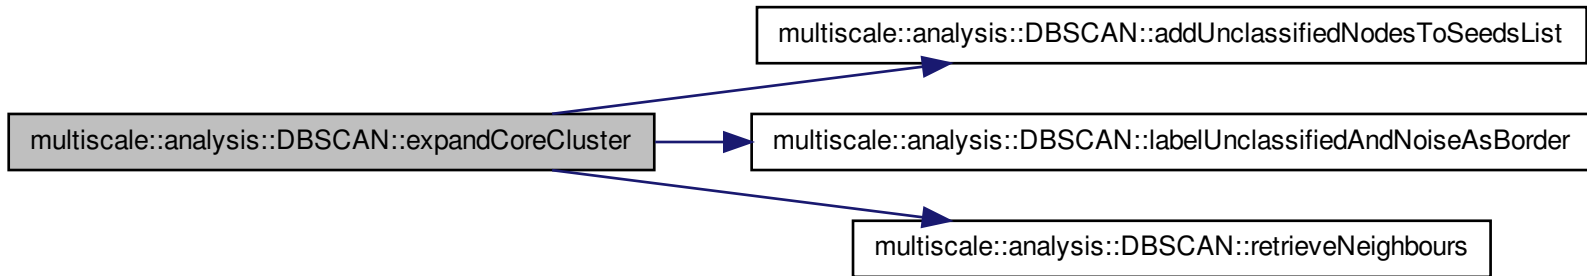 multiscale::analysis::DBSCAN::addUnclassifiedNodesToSeedsList
multiscale::analysis::DBSCAN::expandCoreCluster
multiscale::analysis::DBSCAN::labelUnclassifiedAndNoiseAsBorder
multiscale::analysis::DBSCAN::retrieveNeighbours